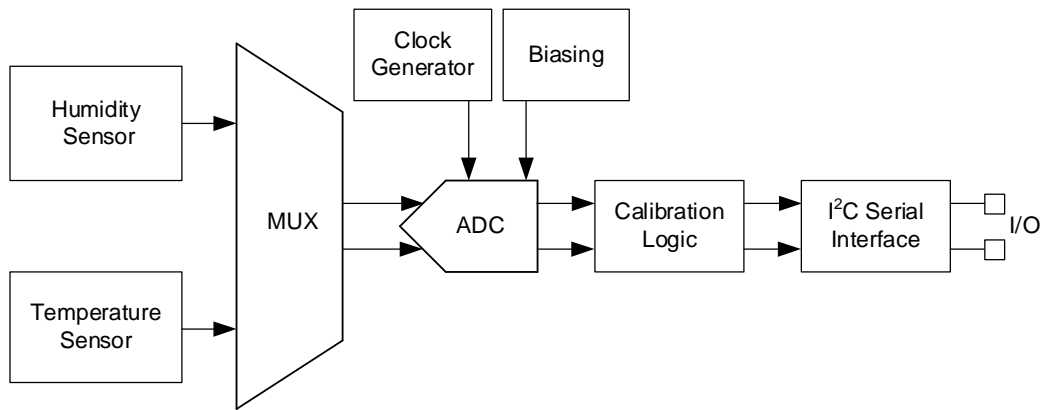 Clock
Generator
Biasing
Humidity
Sensor
MUX
ADC
Calibration
Logic
I²C Serial
Interface
I/O
Temperature
Sensor